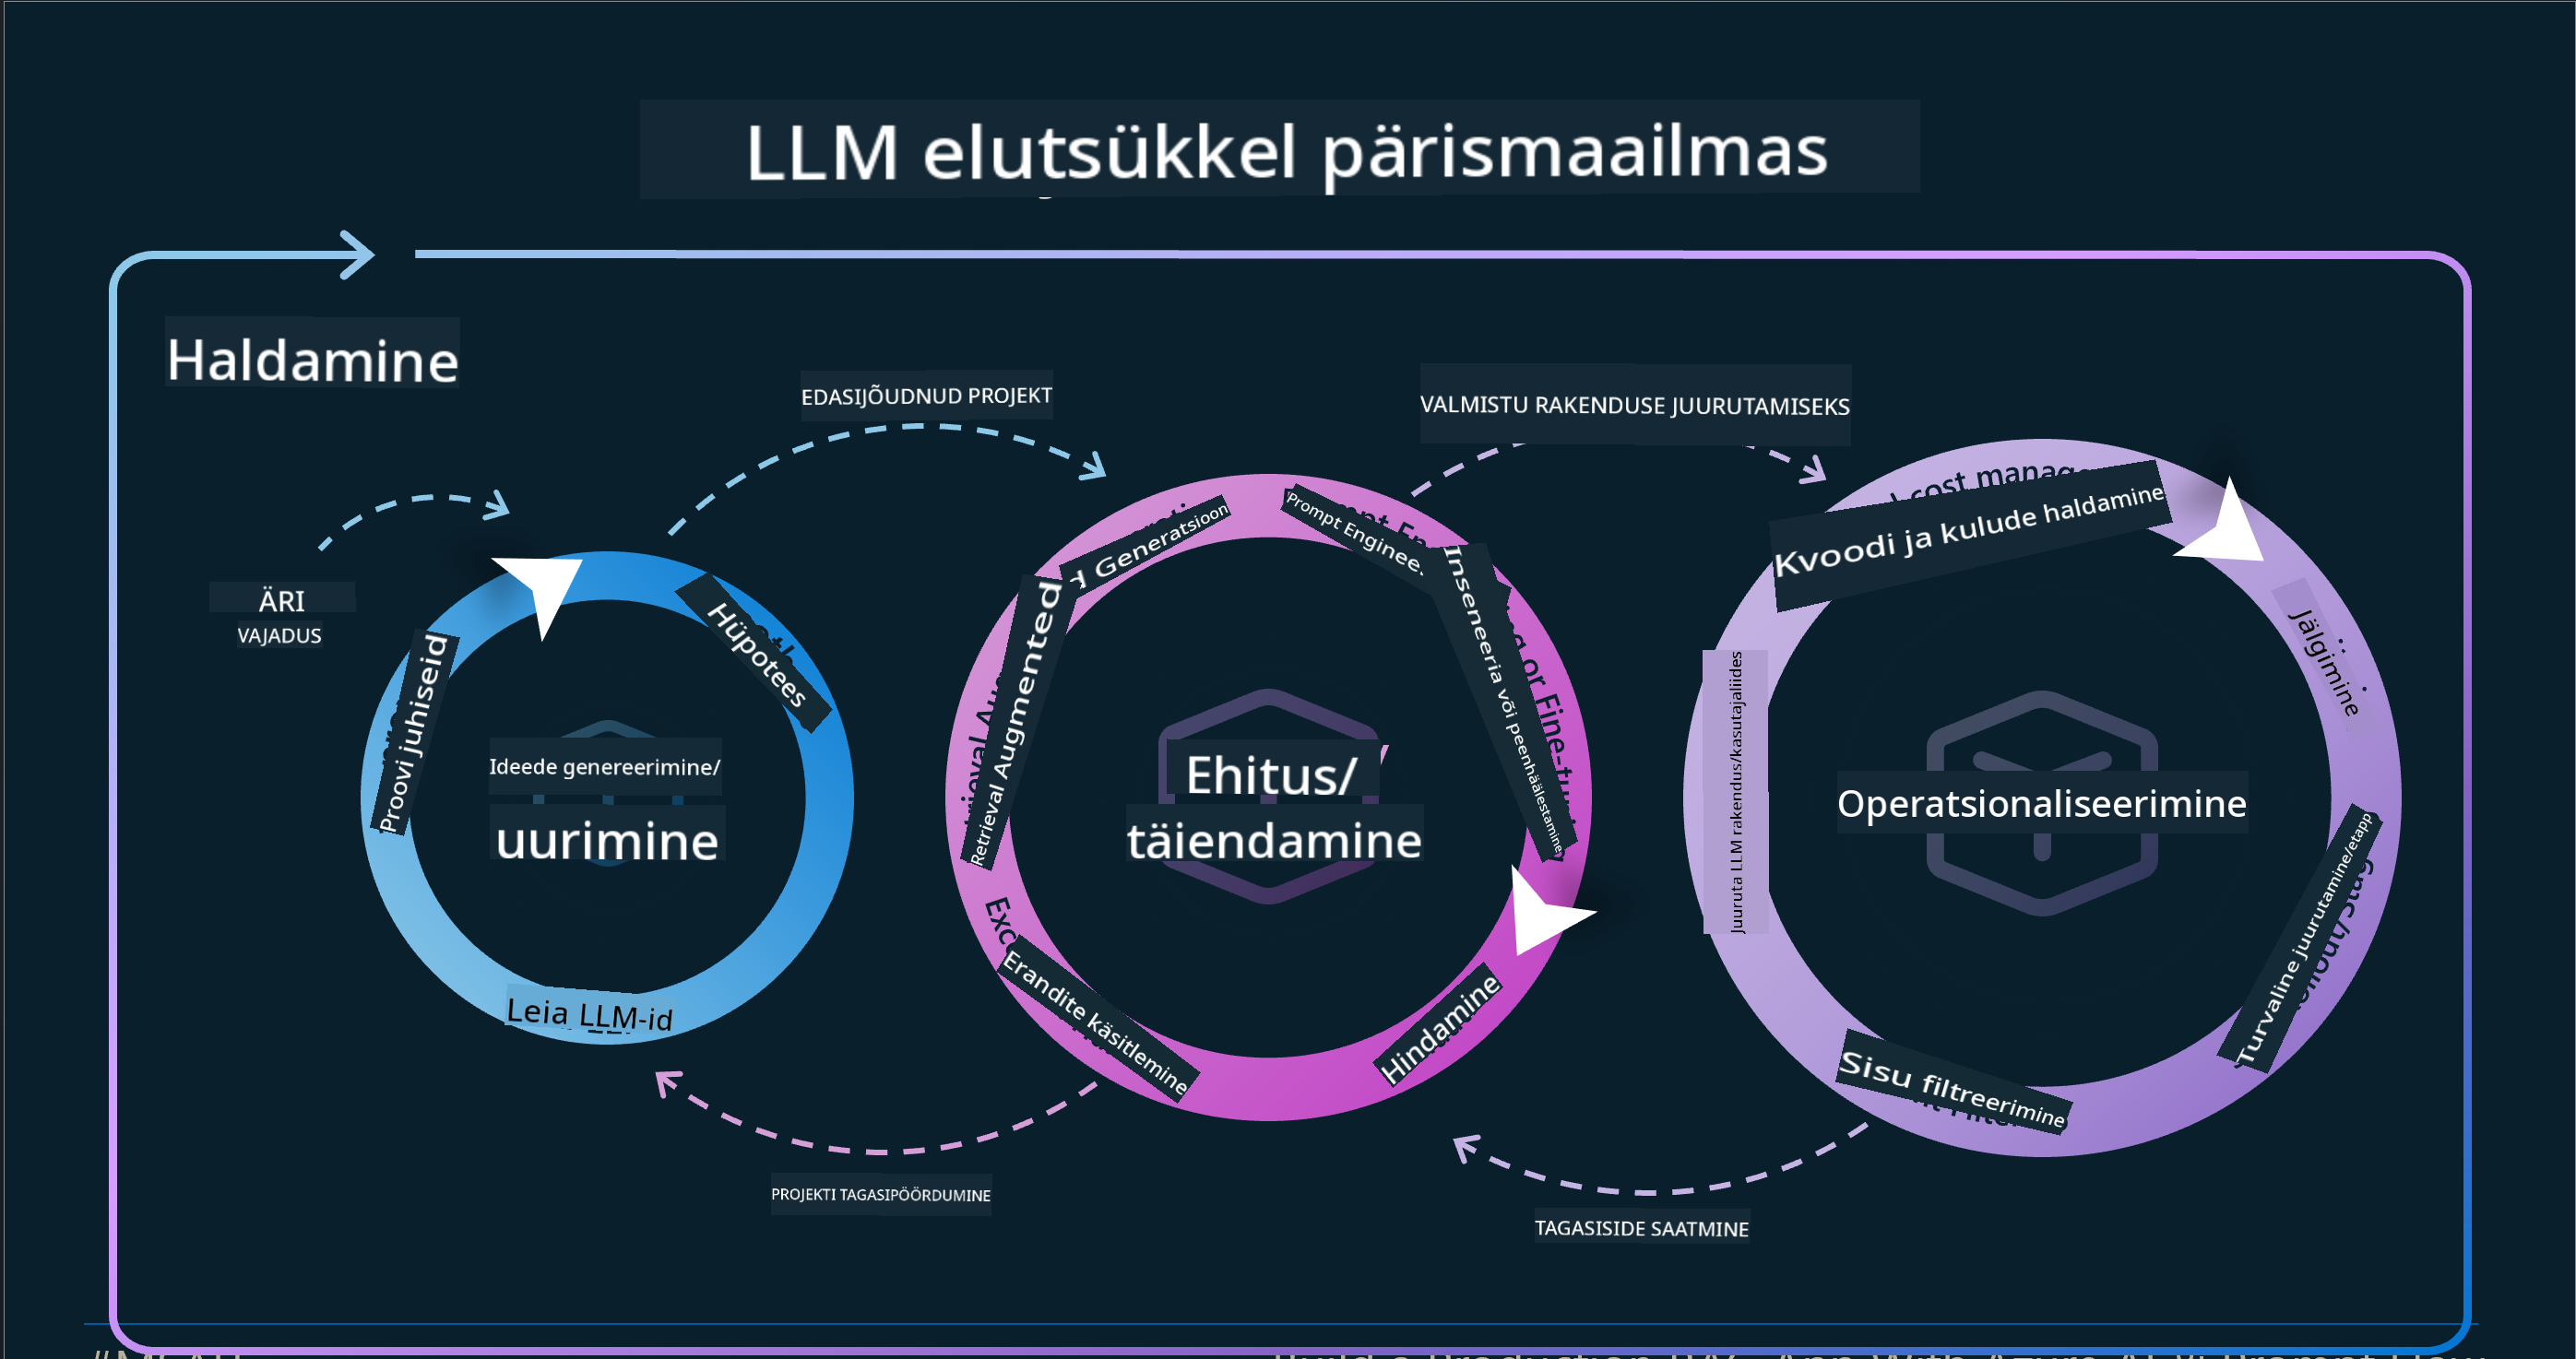 LLM elutsükkel pärismaailmas
Haldamine
EDASIJÕUDNUD PROJEKT
VALMISTU RAKENDUSE JUURUTAMISEKS
ÄRI
VAJADUS
Hüpotees
Proovi juhiseid
Ideede genereerimine/
uurimine
Leia LLM-id
Generatsioon
Prompt
Retrieval Augmented
Inseneeria või peenhäälestamine
Ehitus/
täiendamine
Erandite käsitlemine
Hindamine
cost
Kvoodi ja kulude haldamine
Jälgimine
Juuruta LLM rakendus/kasutajaliides
Operatsionaliseerimine
Turvaline juurutamine/etapp
Sisu filtreerimine
PROJEKTI TAGASIPÖÖRDUMINE
TAGASISIDE SAATMINE